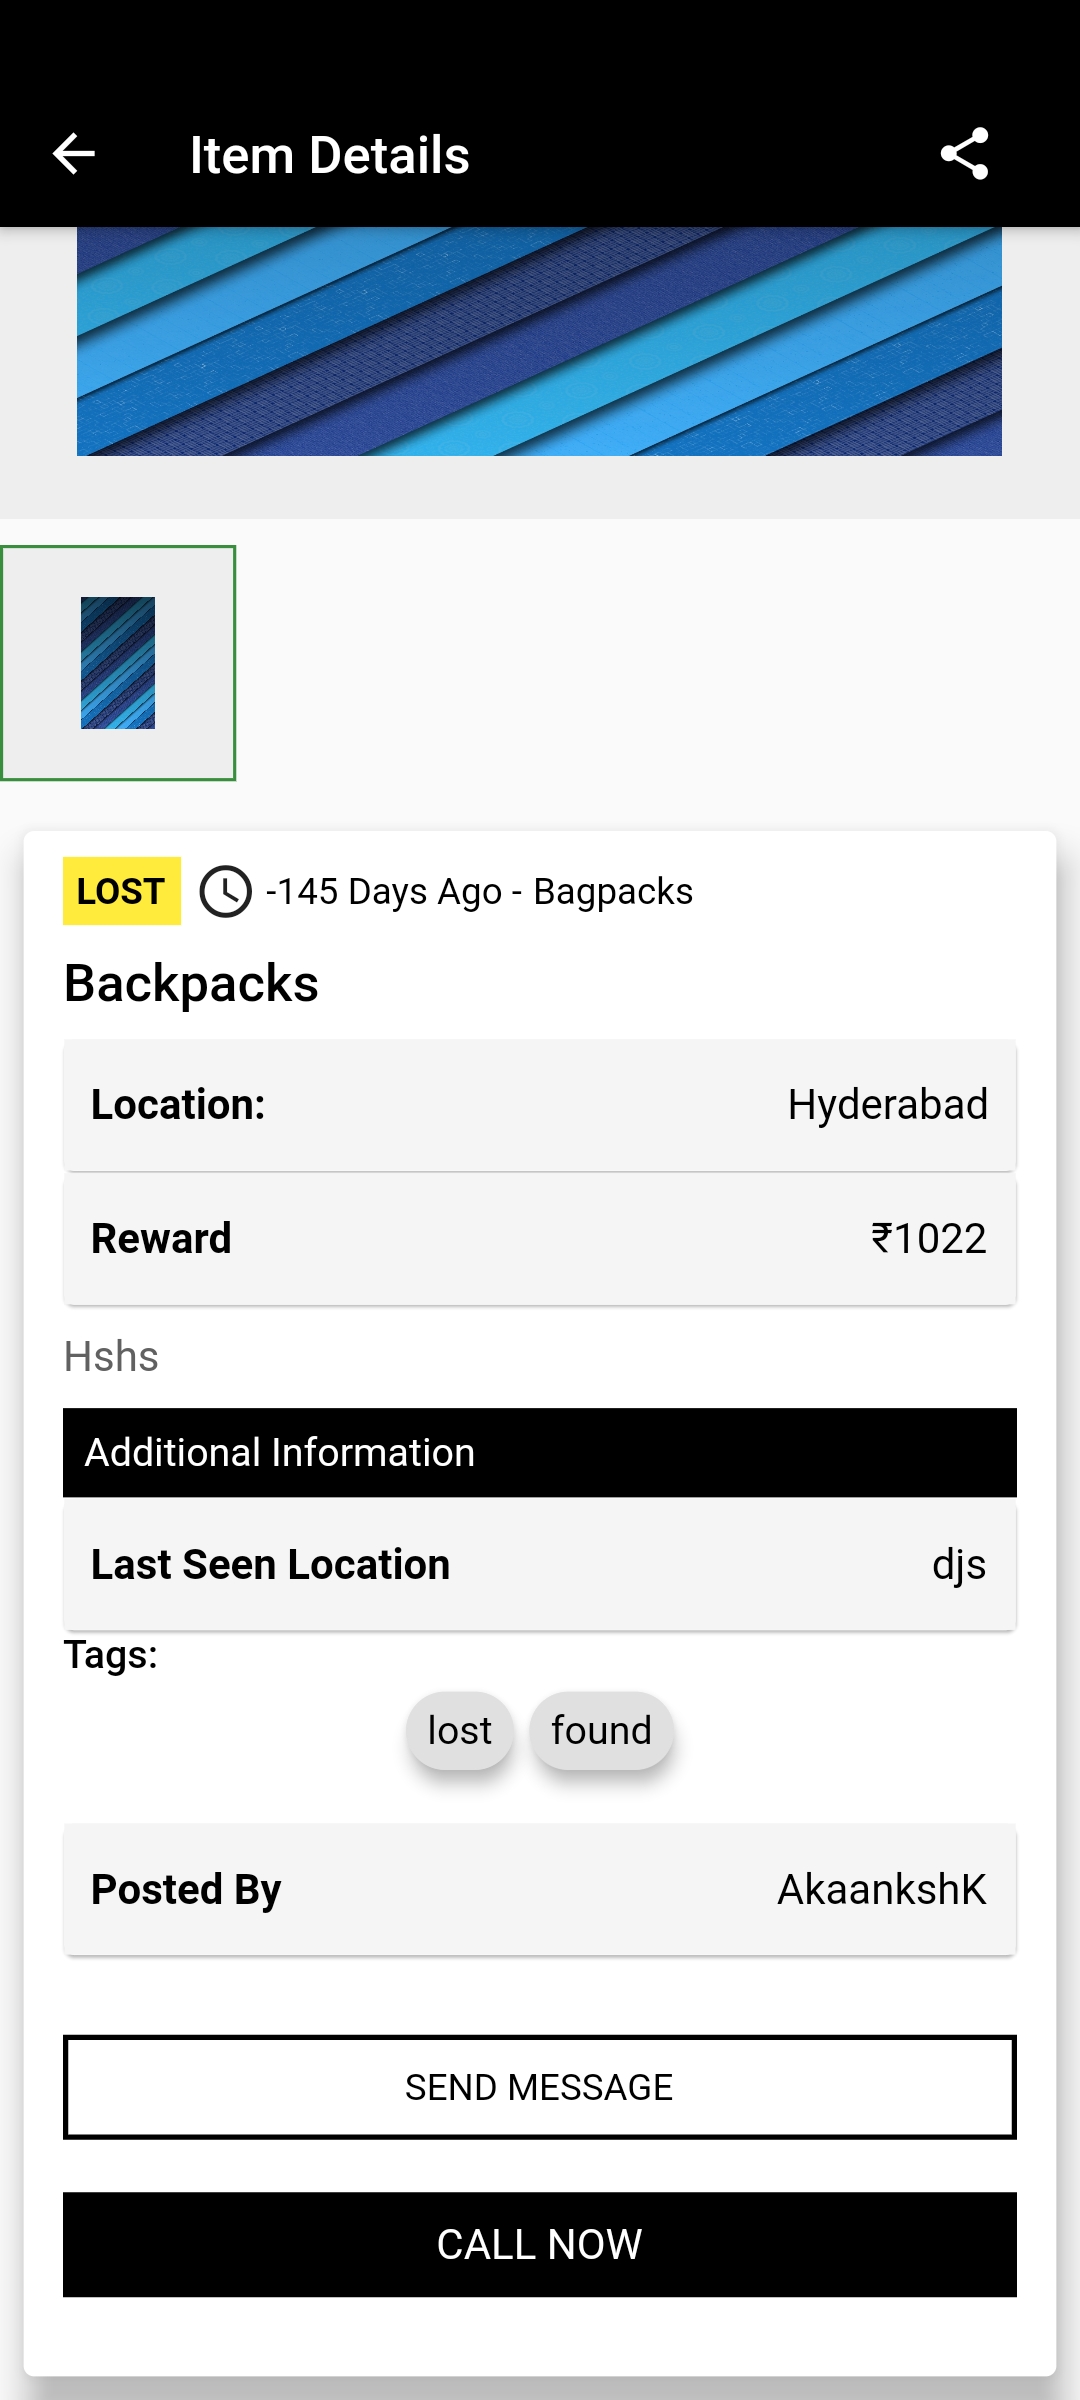 Item Details
LOST -145 Days Ago - Bagpacks
Backpacks
Location: Hyderabad
Reward ₹1022
Hshs
Additional Information
Last Seen Location djs
Tags:
lost found
Posted By AkaankshK
SEND MESSAGE
CALL NOW